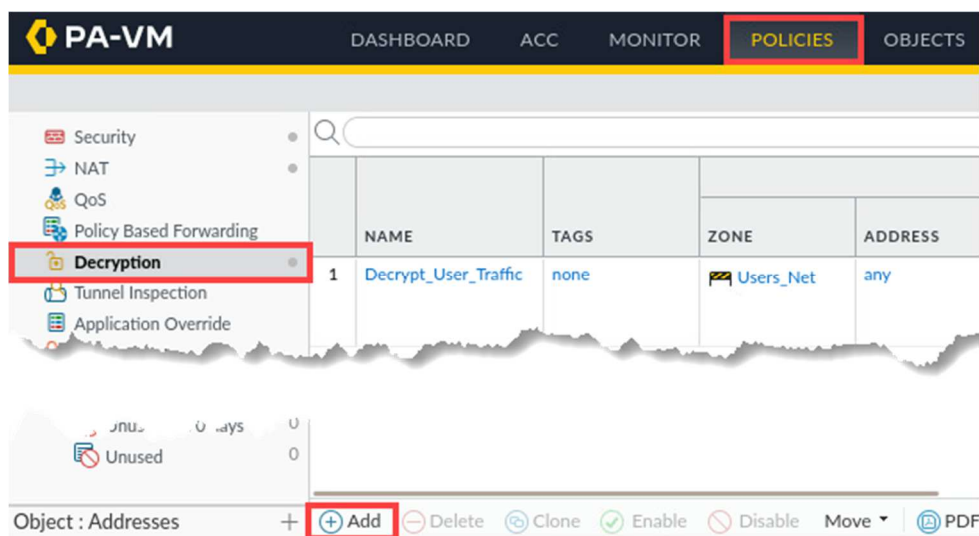 PA-VM DASHBOARD ACC MONITOR POLICIES OBJECTS
Security
NAT
QoS
Policy Based Forwarding
Decryption
Tunnel Inspection
Application Override
NAME TAGS ZONE ADDRESS
1 Decrypt_User_Traffic none Users_Net any
0
Unused 0
Object : Addresses + Add Delete Clone Enable Disable Move PDF